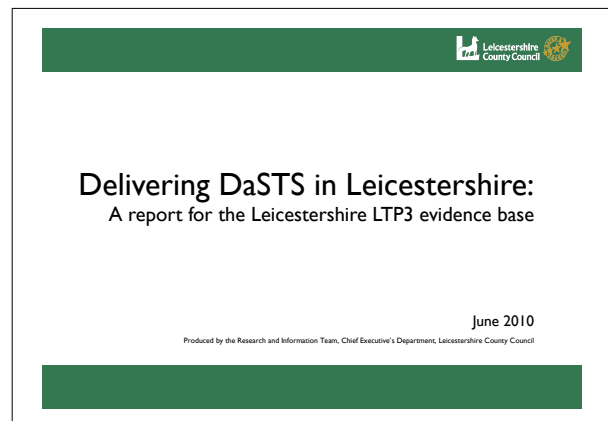 Leicestershire
County Council
Delivering DaSTS in Leicestershire:
A report for the Leicestershire LTP3 evidence base
June 2010
Produced by the Research and Information Team, Chief Executive's Department, Leicestershire County Council